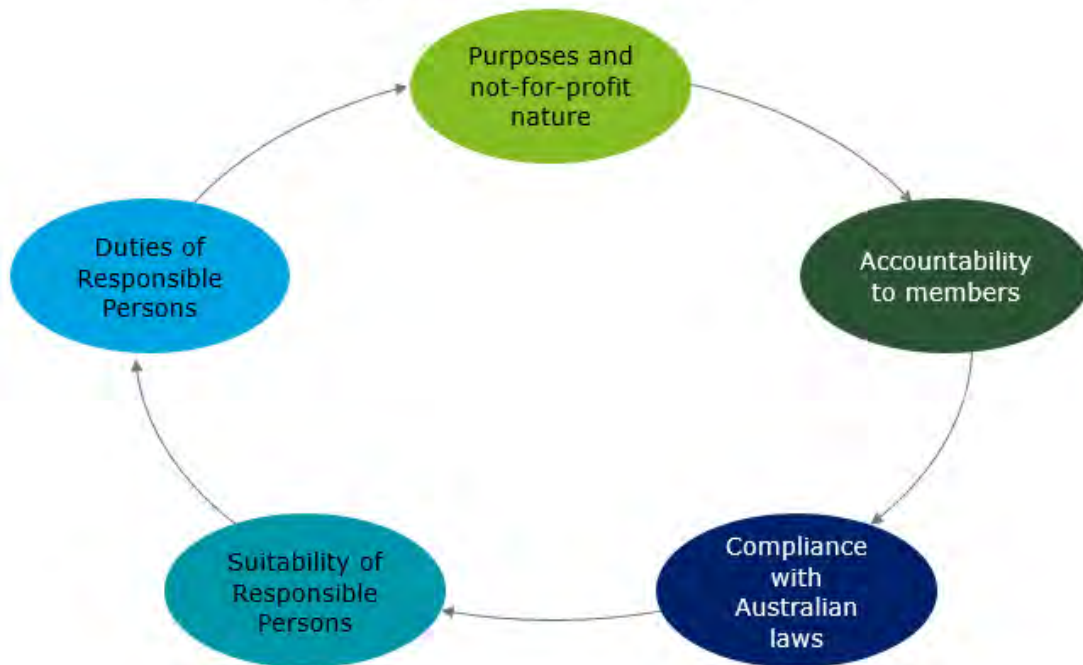 Purposes and
not-for-profit
nature
Accountability
to members
Compliance
with
Australian
laws
Suitability of
Responsible
Persons
Duties of
Responsible
Persons